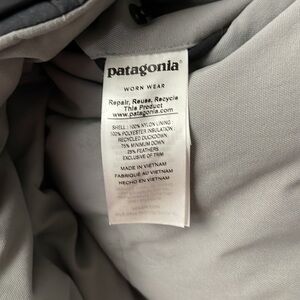 patagonia
WORN WEAR
Repair, Reuse, Recycle
This Product
www.patagonia.com
SHELL: 100% NYLON LINING:
100% POLYESTER INSULATION:
RECYCLED DUCKDOWN,
75% MINIMUM DOWN
25% FEATHERS
EXCLUSIVE OF TRIM
MADE IN VIETNAM
FABRIQUÉ AU VIETNAM
HECHO EN VIETNAM